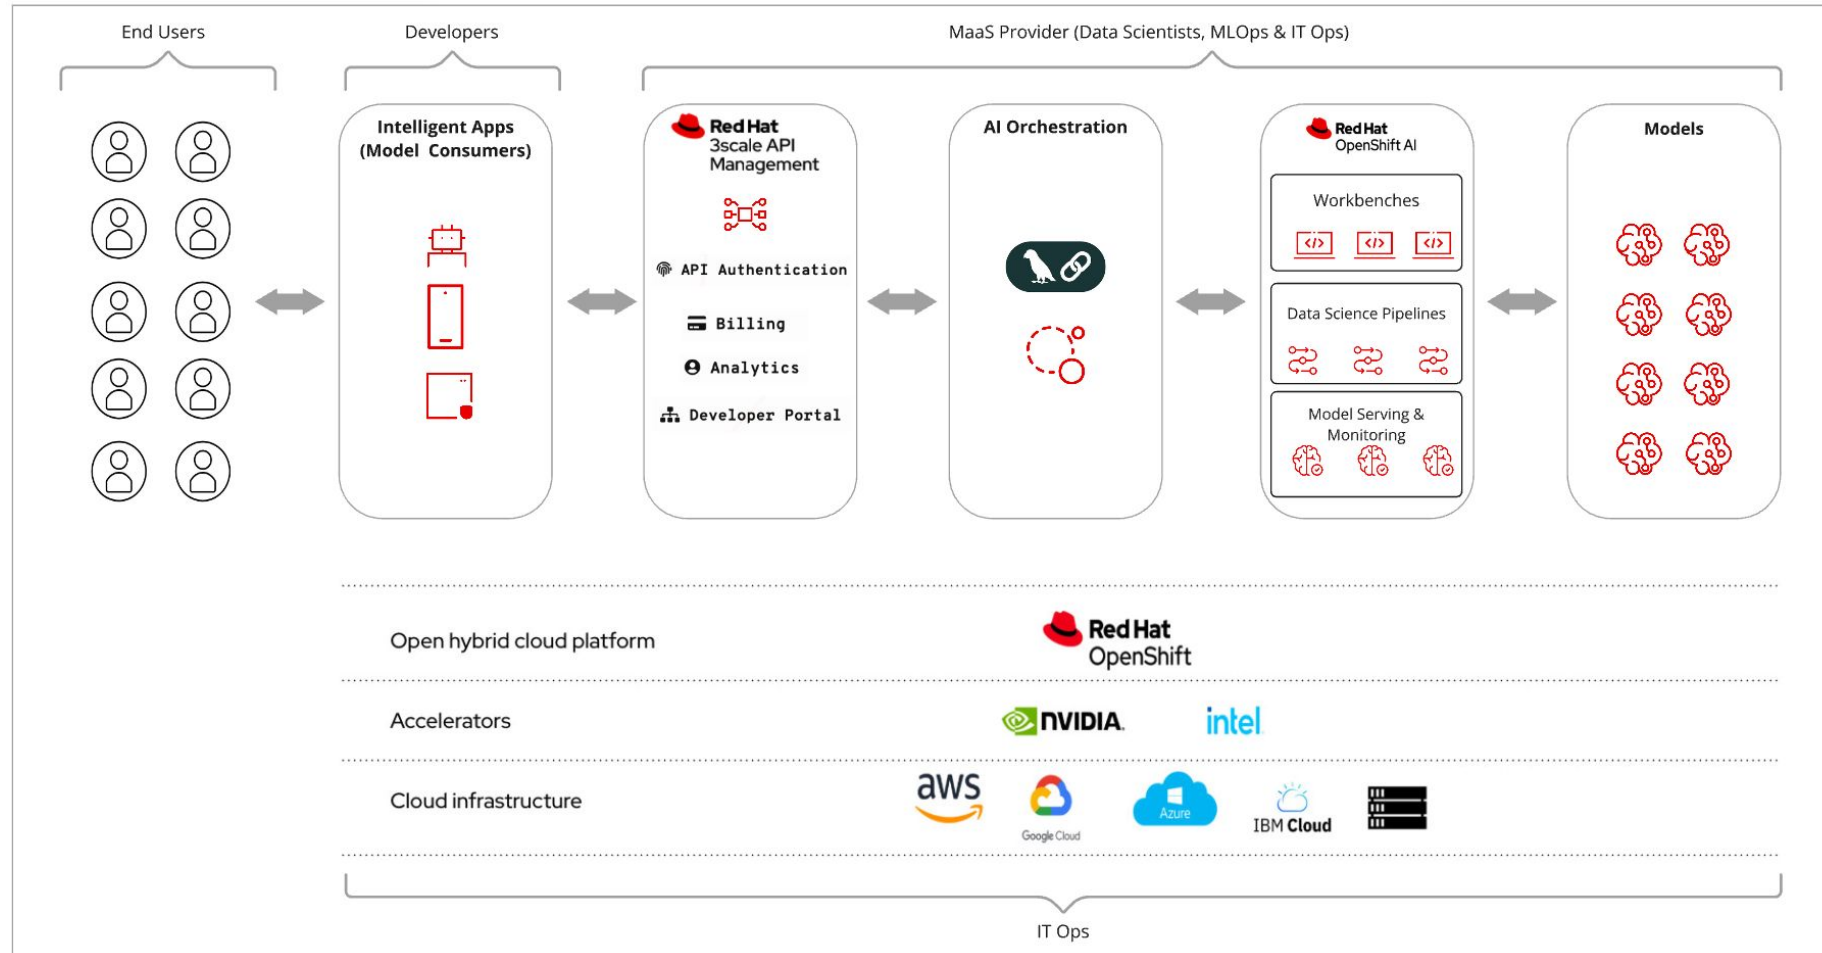 End Users
Developers
MaaS Provider (Data Scientists, MLOps & IT Ops)
Intelligent Apps
(Model Consumers)
Red Hat
3scale API
Management
API Authentication
Billing
Analytics
Developer Portal
AI Orchestration
Red Hat
OpenShift AI
Workbenches
</>
</>
</>
Data Science Pipelines
Model Serving &
Monitoring
Models
Open hybrid cloud platform
Red Hat
OpenShift
Accelerators
NVIDIA.
intel.
Cloud infrastructure
aws
Google Cloud
Azure
IBM Cloud
IT Ops